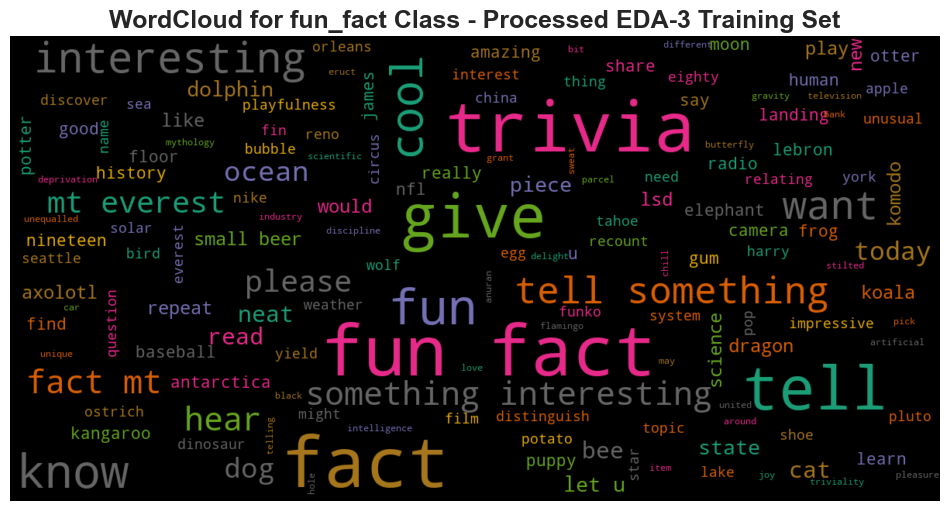 WordCloud for fun_fact Class - Processed EDA-3 Training Set
interesting
orleans
eruct
amazing
bit
different
moon
play
new
otter
dolphin
james
cool
interest
thing
share
eighty
human
apple
discover
sea
playfulness
trivia
china
say
gravity
television
landing
bank
unusual
potter
good
name
like
fin
reno
mythology
bubble
scientific
circus
floor
history
ocean
nfl
really
grant
sweat
butterfly
lebron
radio
deprivation
piece
parcel
need
relating
york
komodo
mt everest
nike
would
give
lsd
elephant
want
unequalled
industry
solar
discipline
tahoe
camera
frog
nineteen
everest
small beer
recount
seattle
bird
egg
delight
u
gum
harry
today
wolf
chill
stilted
axolotl
car
please
weather
anuran
tell something
koala
find
question
repeat
neat
fun
funko
system
pop
impressive
pick
read
flamingo
unique
baseball
yield
fun fact
science
dragon
artificial
love
may
fact mt
antarctica
black
something interesting
tell
ostrich
hear
might
film
distinguish
united
around
pluto
kangaroo
dinosaur
telling
intelligence
potato
topic
state
shoe
know
dog
hole
fact
puppy
bee
star
item
lake
joy
cat
learn
triviality
pleasure
let u